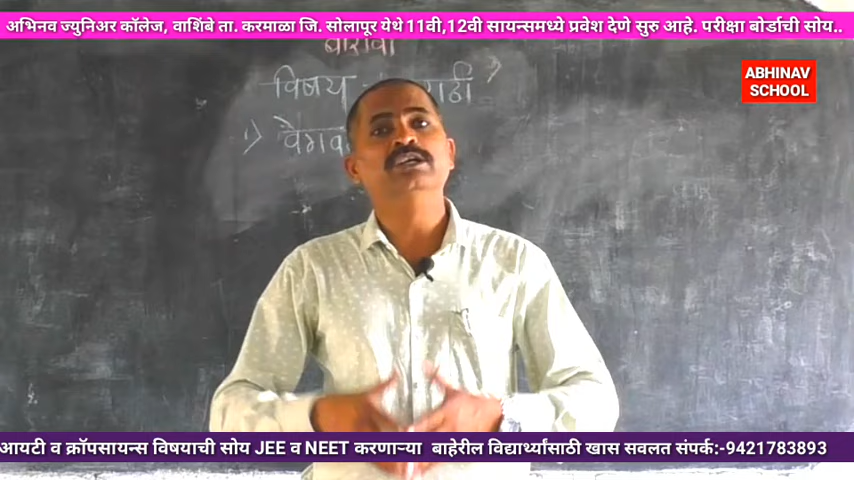 अभिनव ज्युनिअर कॉलेज, वाशिंबे ता. करमाळा जि. सोलापूर येथे 11वी,12वी सायन्समध्ये प्रवेश देणे सुरु आहे. परीक्षा बोर्डाची सोय..
बारावी
ABHINAV
SCHOOL
विषय
आयटी व क्रॉपसायन्स विषयाची सोय JEE व NEET करणाऱ्या बाहेरील विद्यार्थ्यांसाठी खास सवलत संपर्क:-9421783893